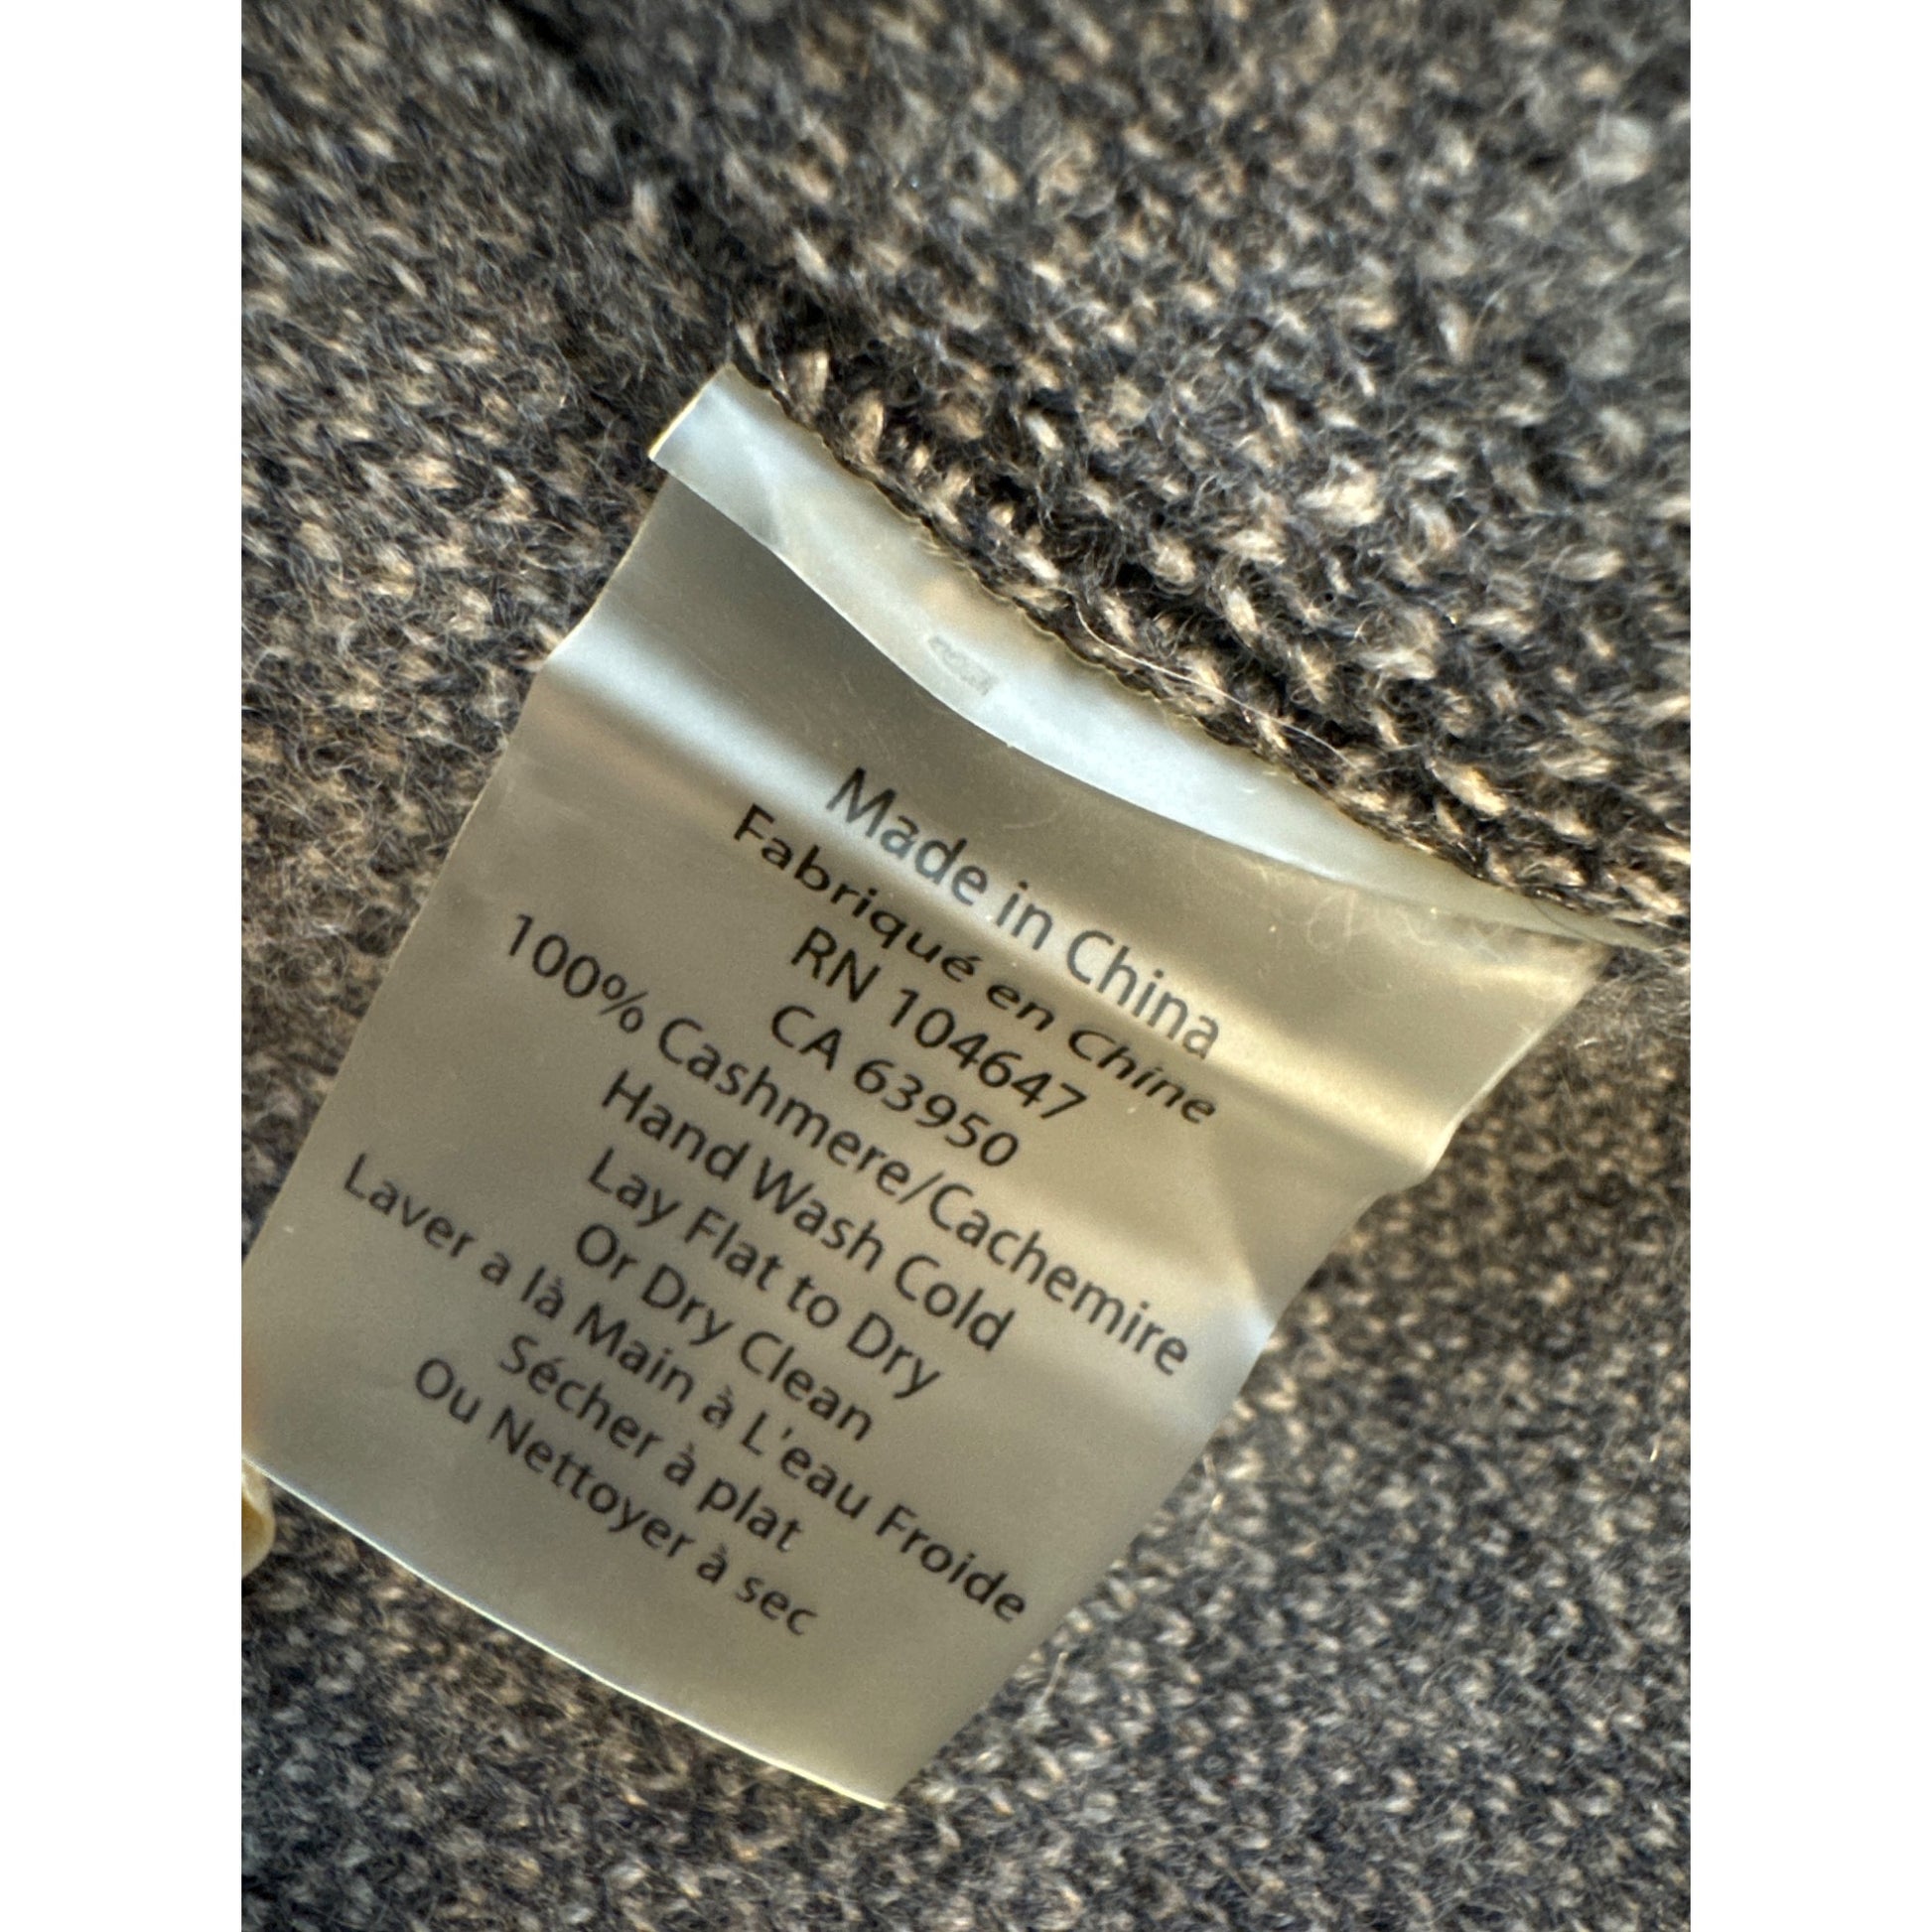 Made in China
Fabriqué en Chine
RN 104647
CA 63950
100% Cashmere/Cachemire
Hand Wash Cold
Lay Flat to Dry
Or Dry Clean
Laver a là Main à L'eau Froide
Sécher à plat
Ou Nettoyer à sec